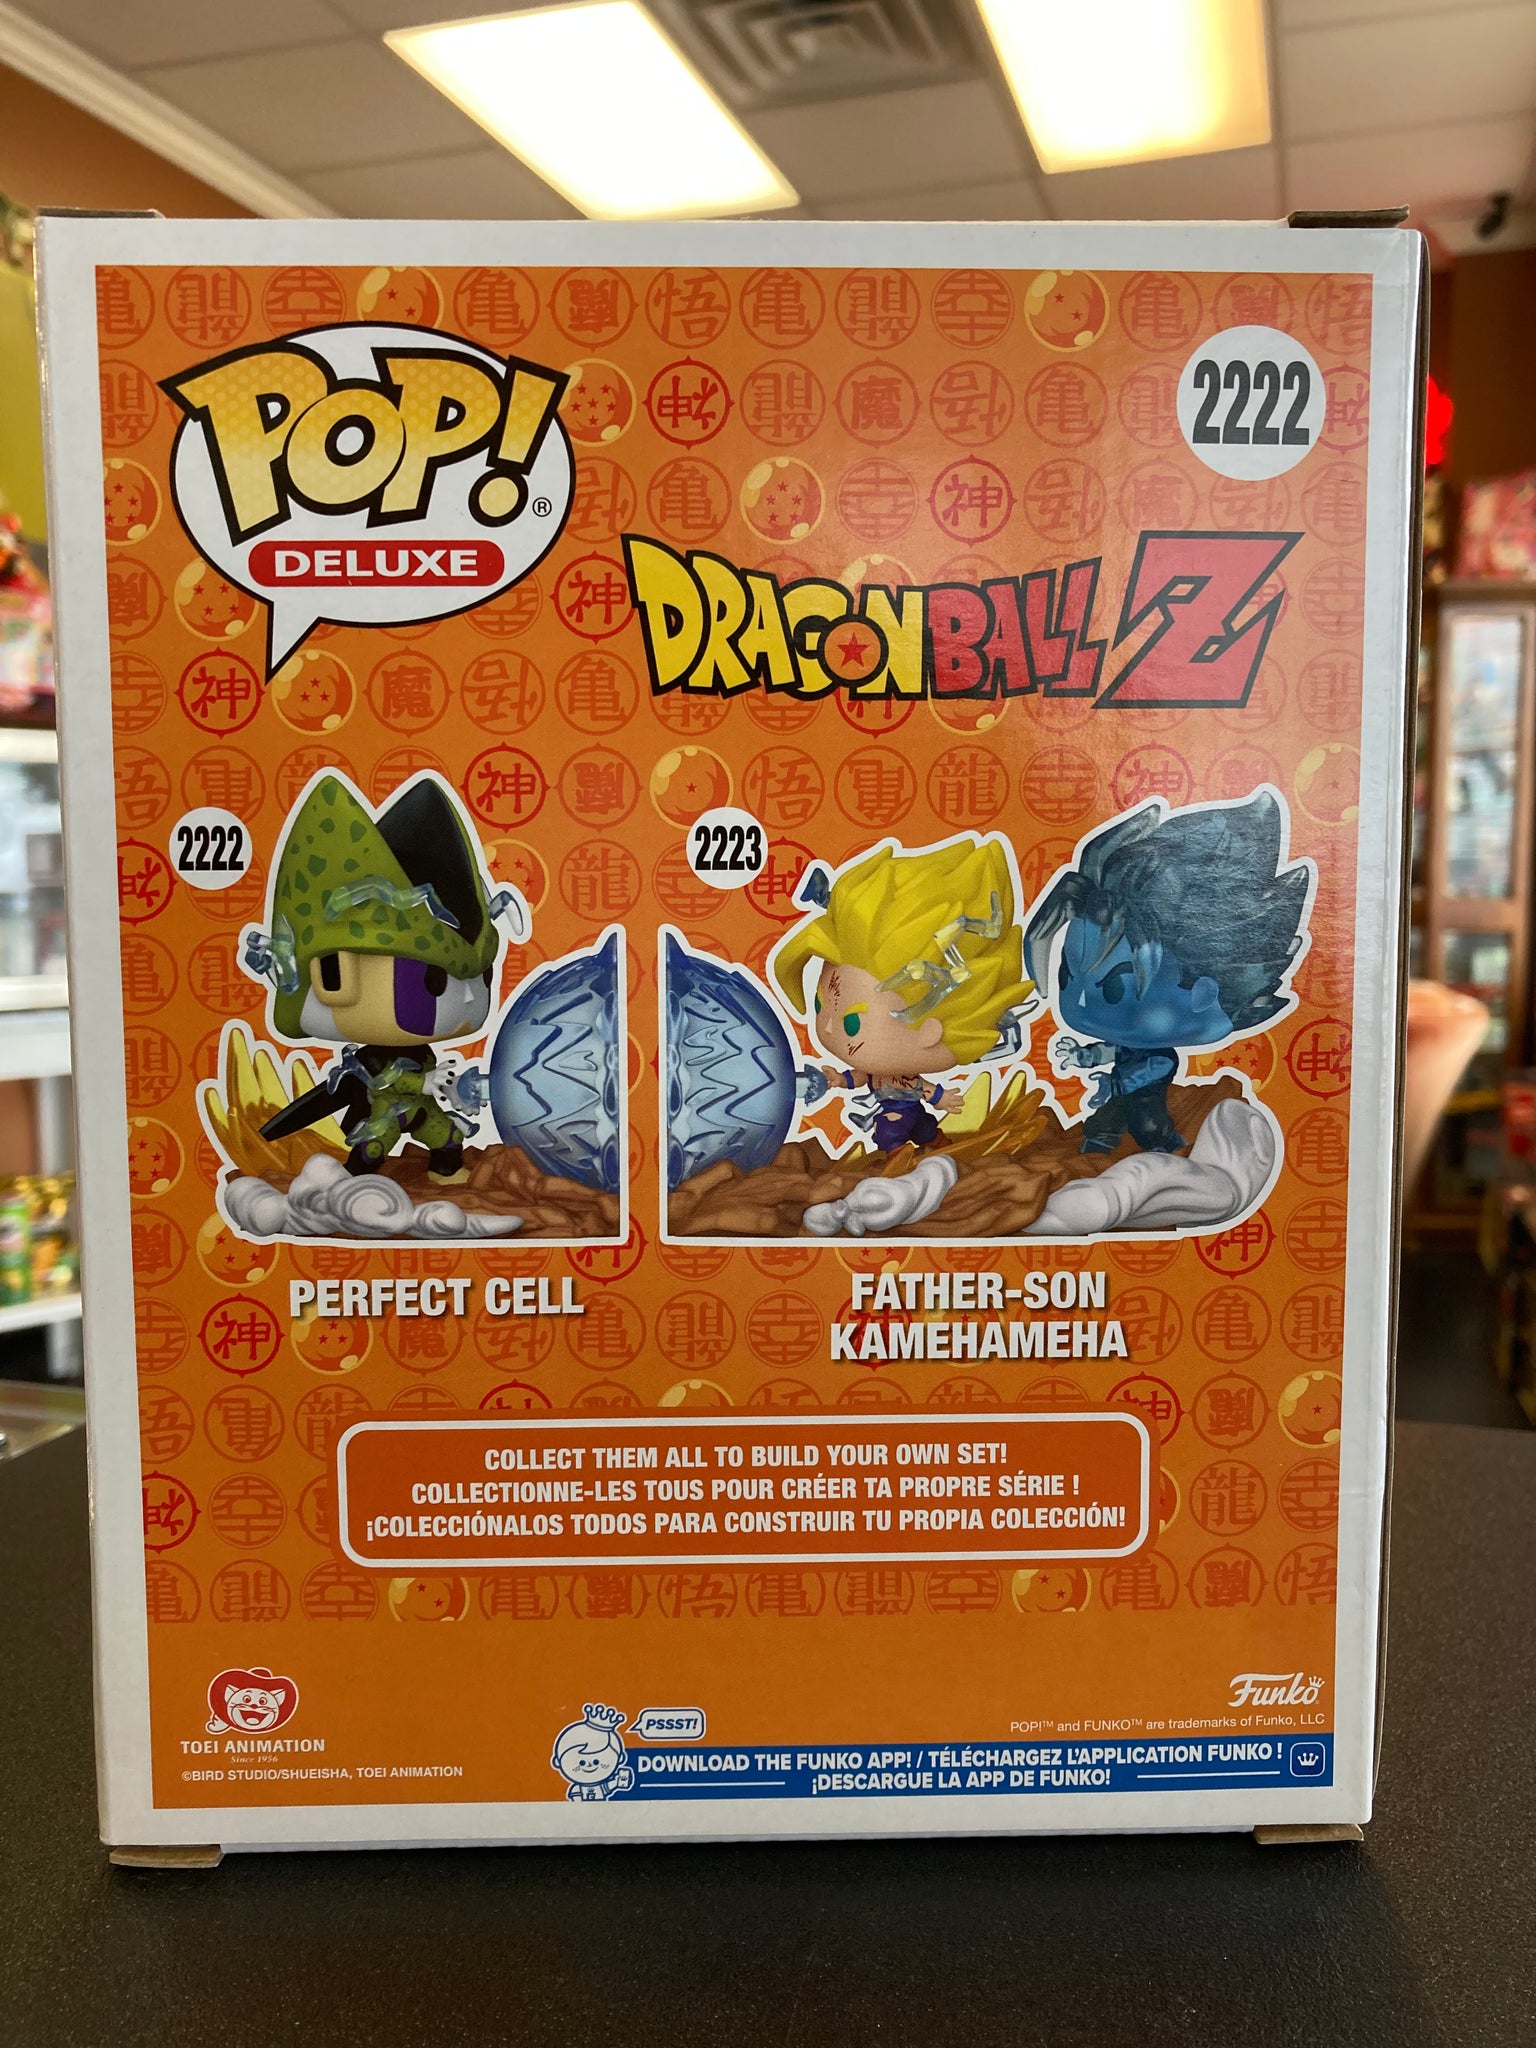 POP!®
DELUXE
2222
DRAGONBALL Z
2222
2223
PERFECT CELL
FATHER-SON
KAMEHAMEHA
COLLECT THEM ALL TO BUILD YOUR OWN SET!
COLLECTIONNE-LES TOUS POUR CRÉER TA PROPRE SÉRIE !
¡COLECCIÓNALOS TODOS PARA CONSTRUIR TU PROPIA COLECCIÓN!
TOEI ANIMATION
Since 1956
©BIRD STUDIO/SHUEISHA, TOEI ANIMATION
Funko
POP!™ and FUNKO™ are trademarks of Funko, LLC
PSSST!
DOWNLOAD THE FUNKO APP! / TÉLÉCHARGEZ L'APPLICATION FUNKO !
¡DESCARGUE LA APP DE FUNKO!